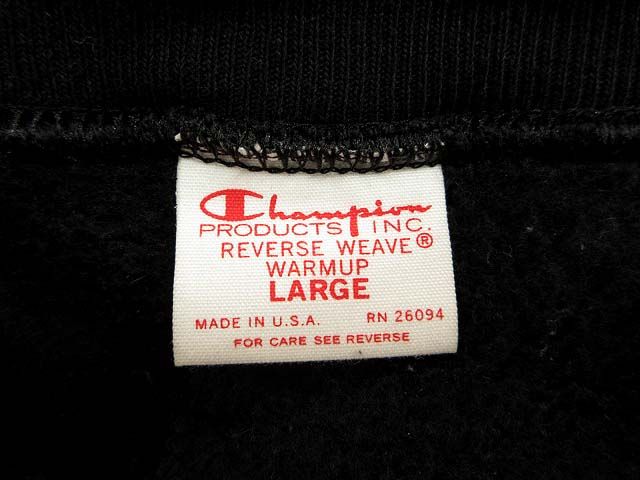 Champion
PRODUCTS INC.
REVERSE WEAVE®
WARMUP
LARGE
MADE IN U.S.A. RN 26094
FOR CARE SEE REVERSE